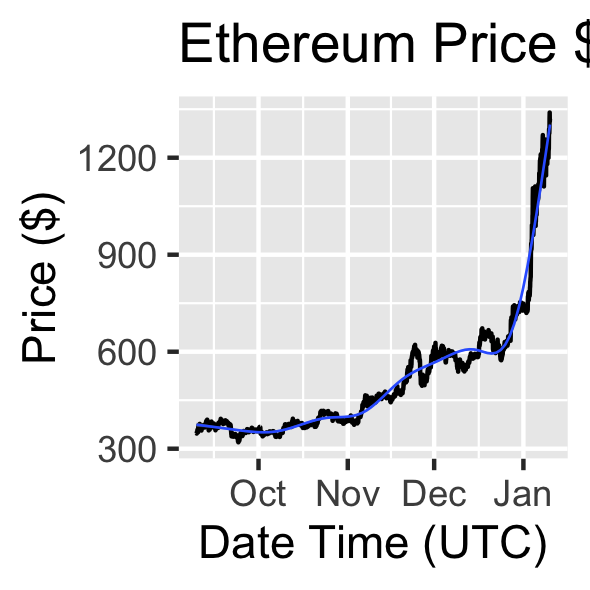 Ethereum Price $
1200
900
600
300
Price ($)
Oct Nov Dec Jan
Date Time (UTC)